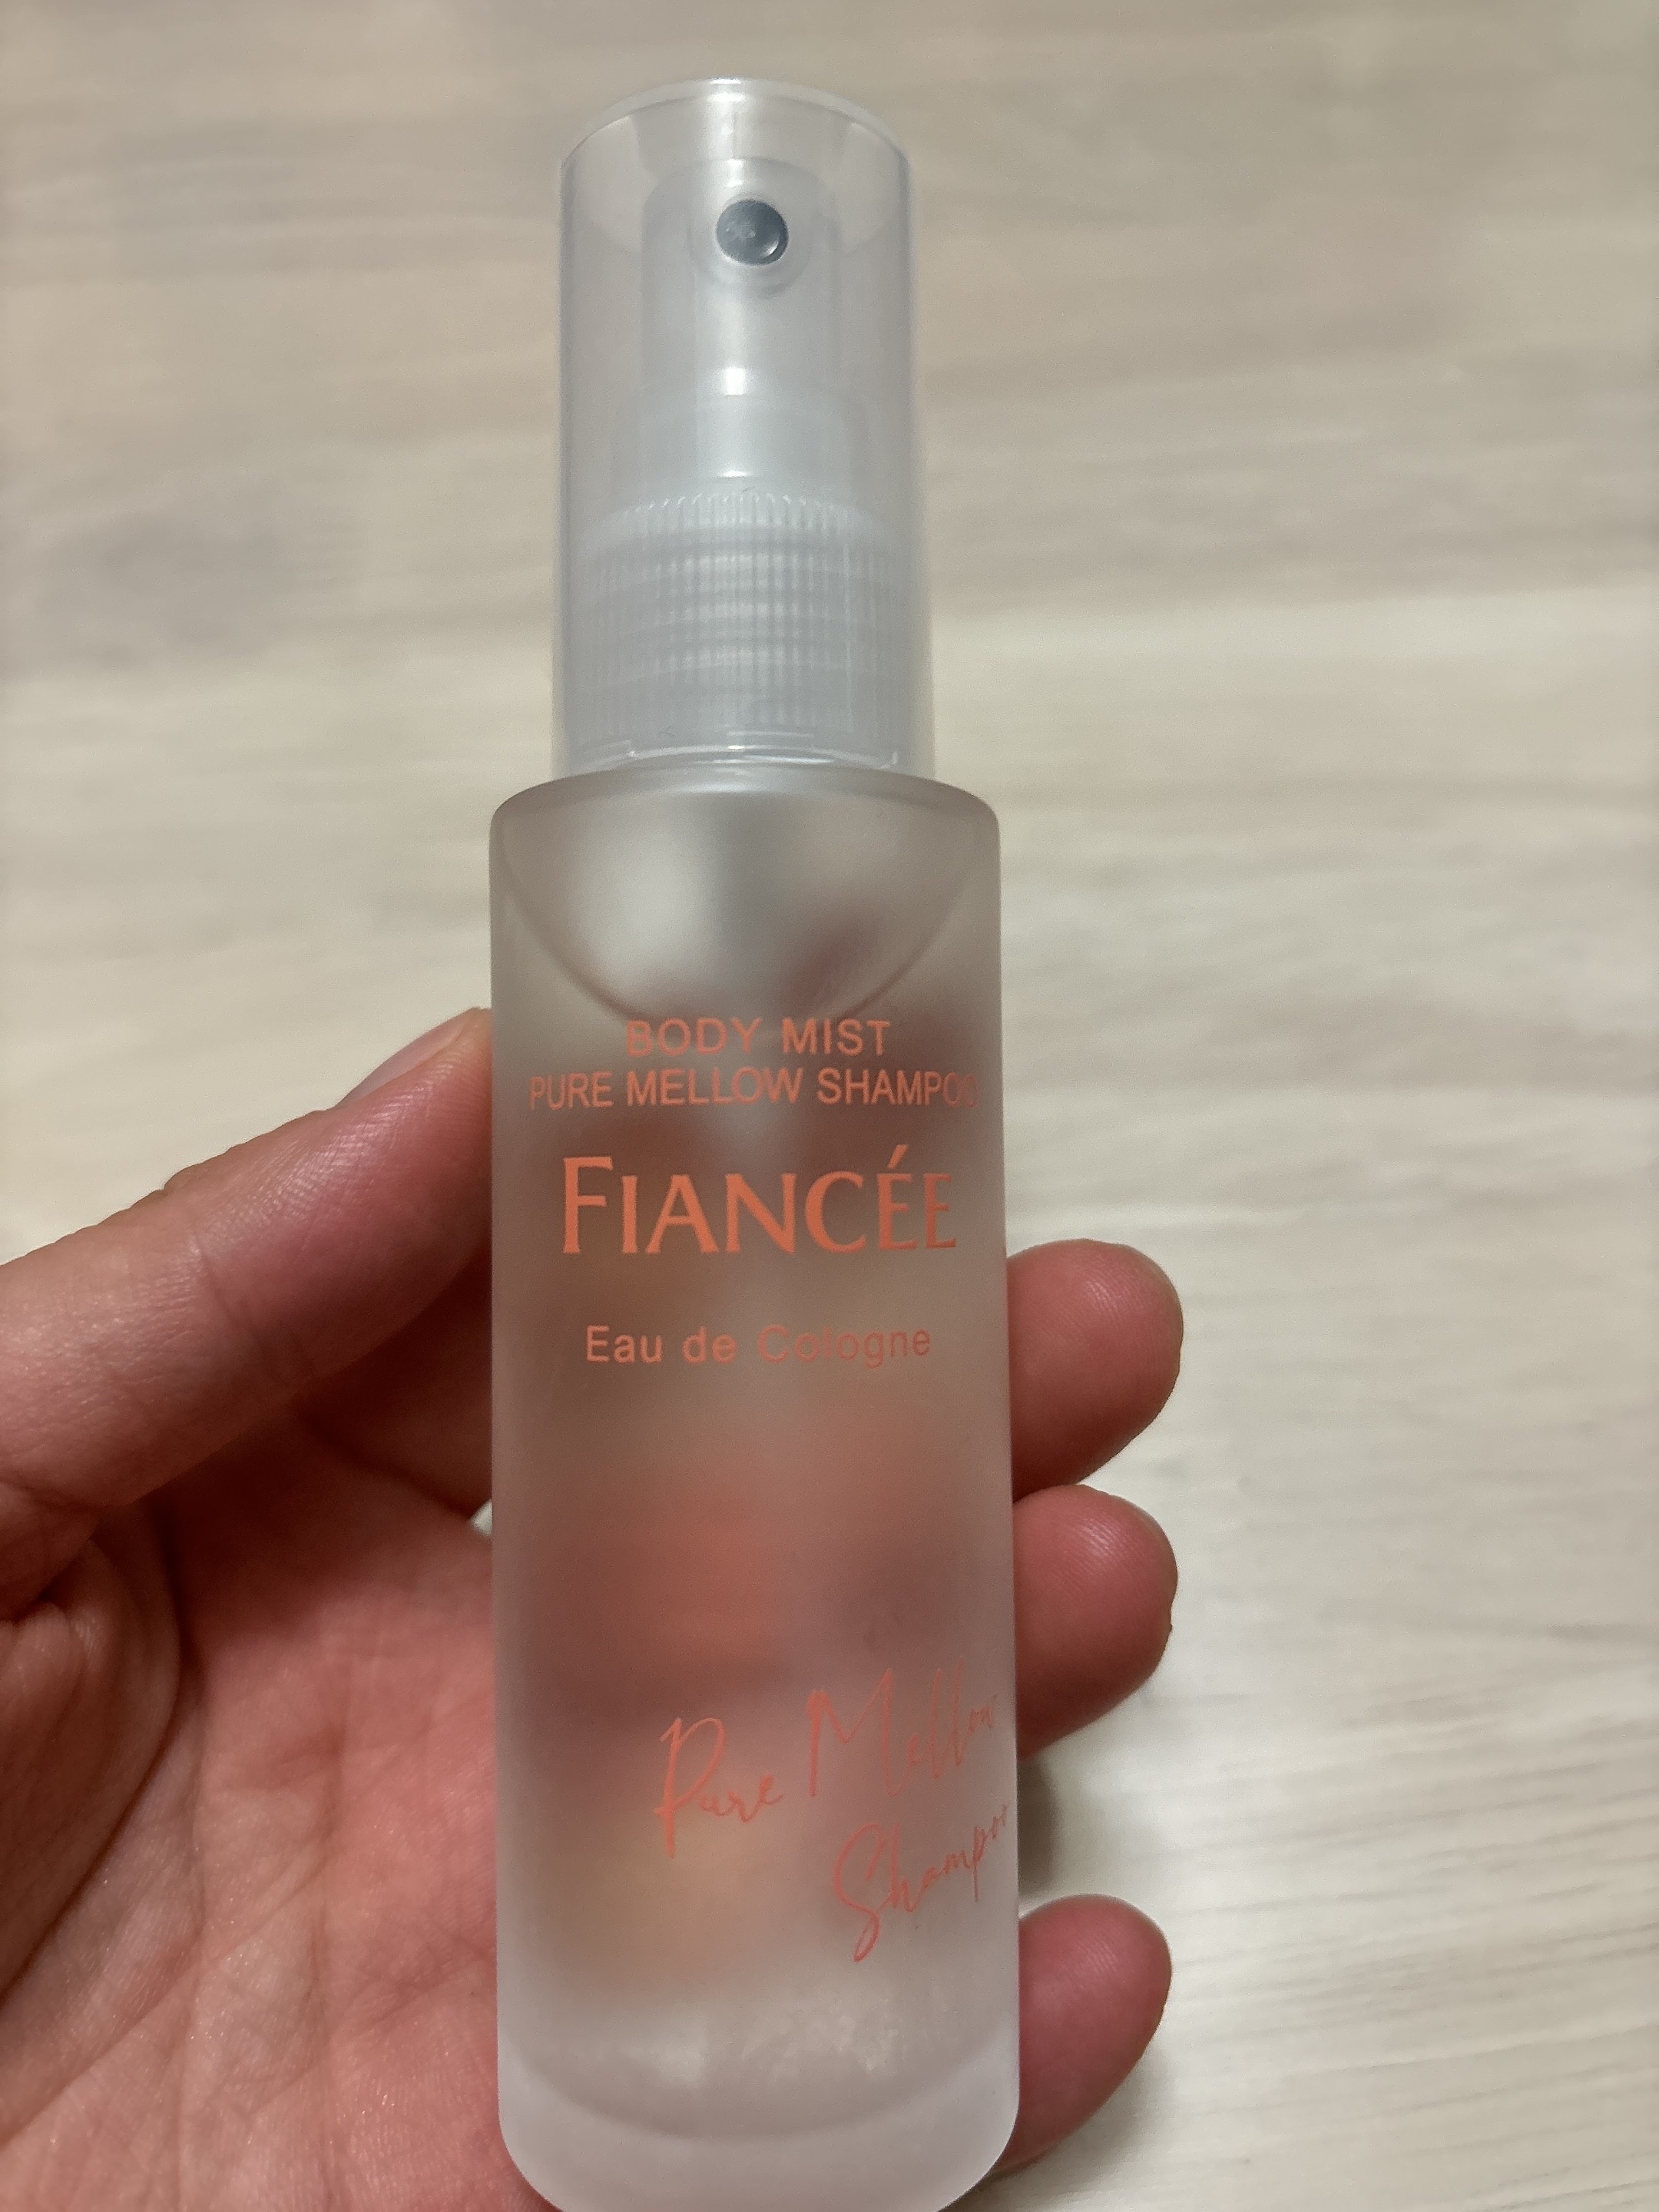 BODY MIST
PURE MELLOW SHAMPOO
FIANCÉE
Eau de Cologne
Pure Mellow
Shampoo